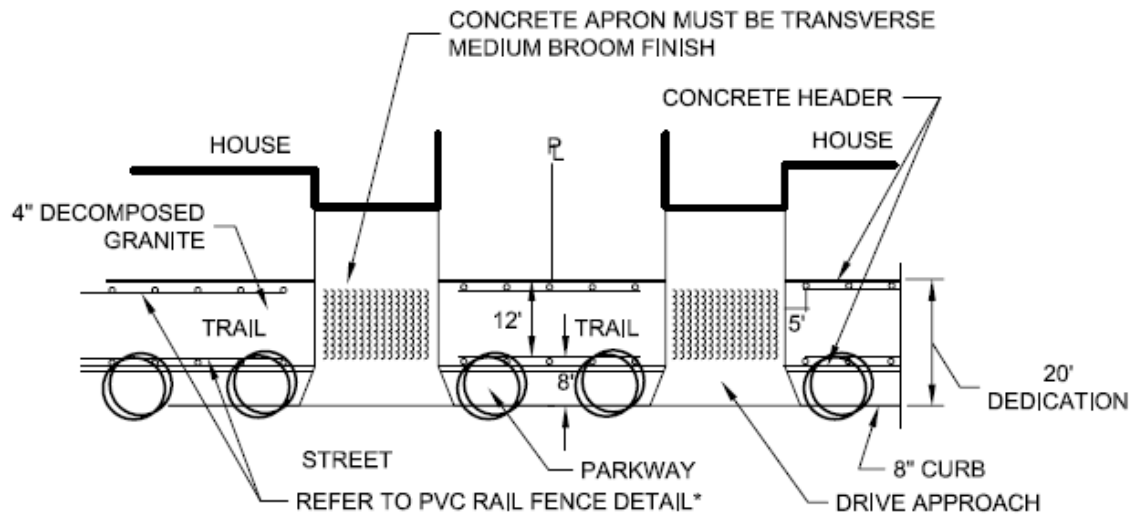 CONCRETE APRON MUST BE TRANSVERSE
MEDIUM BROOM FINISH
CONCRETE HEADER
HOUSE
PL
HOUSE
4" DECOMPOSED
GRANITE
TRAIL
12'
TRAIL
5'
8'
20'
DEDICATION
STREET
PARKWAY
8" CURB
REFER TO PVC RAIL FENCE DETAIL*
DRIVE APPROACH